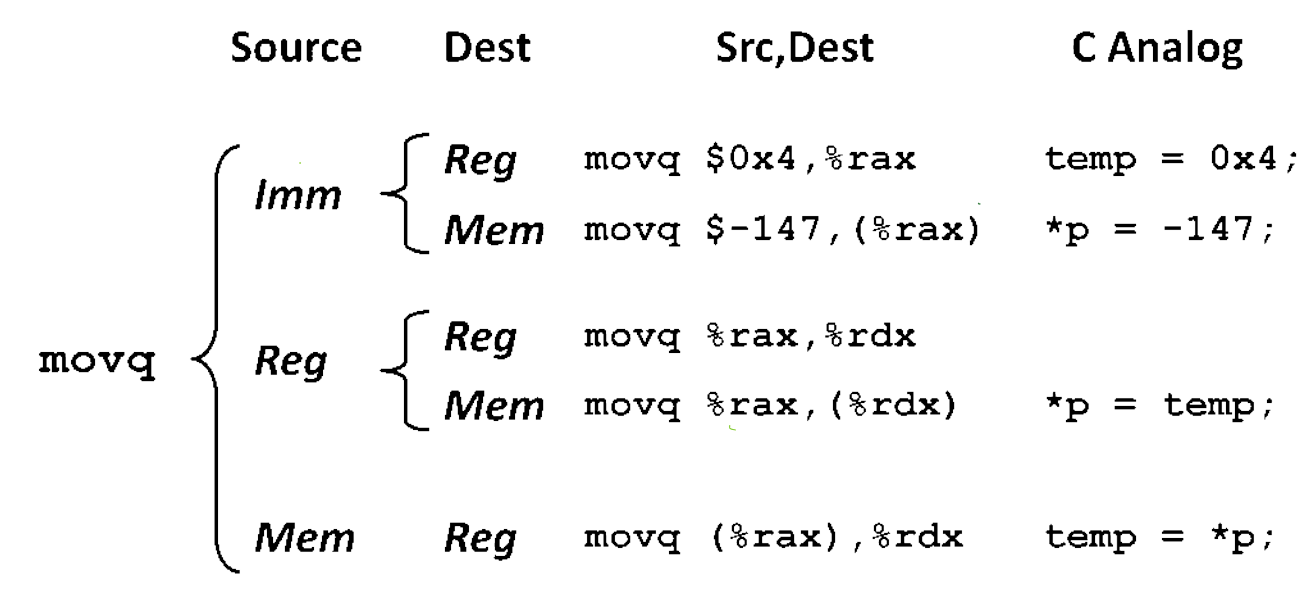 Source Dest Src,Dest C Analog
Reg movq $0x4,%rax temp = 0x4;
Imm
Mem movq $-147,(%rax) *p = -147;
Reg movq %rax,%rdx
movq Reg
Mem movq %rax,(%rdx) *p = temp;
Mem Reg movq (%rax),%rdx temp = *p;